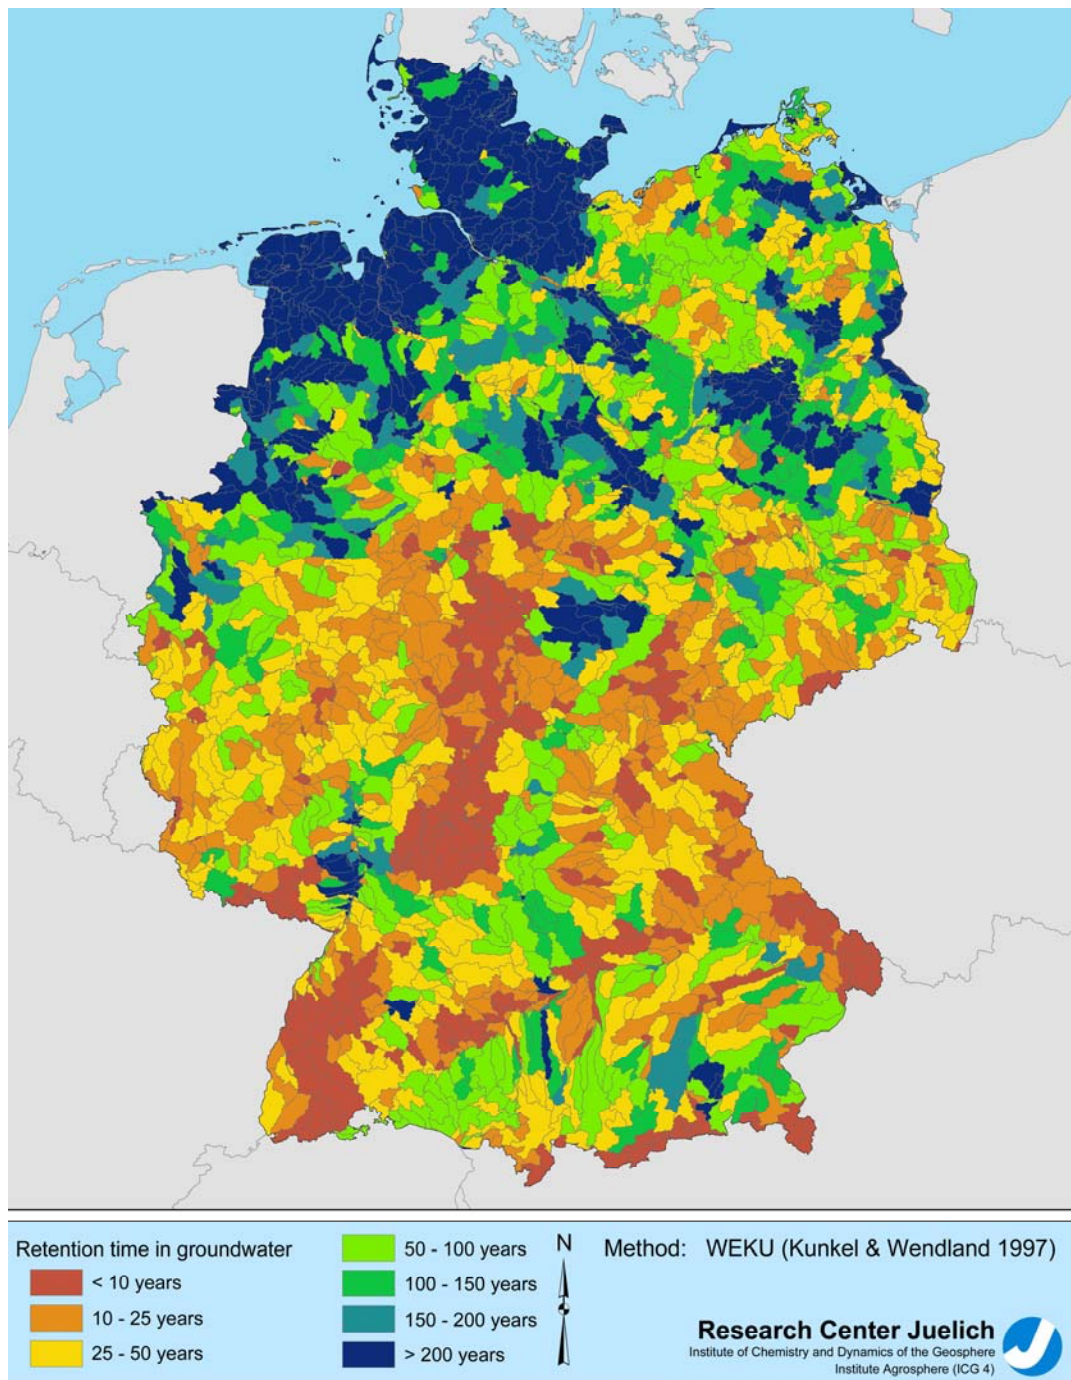 Retention time in groundwater
< 10 years
10 - 25 years
25 - 50 years
50 - 100 years
100 - 150 years
150 - 200 years
> 200 years
N
Method: WEKU (Kunkel & Wendland 1997)
Research Center Juelich
Institute of Chemistry and Dynamics of the Geosphere
Institute Agrosphere (ICG 4)